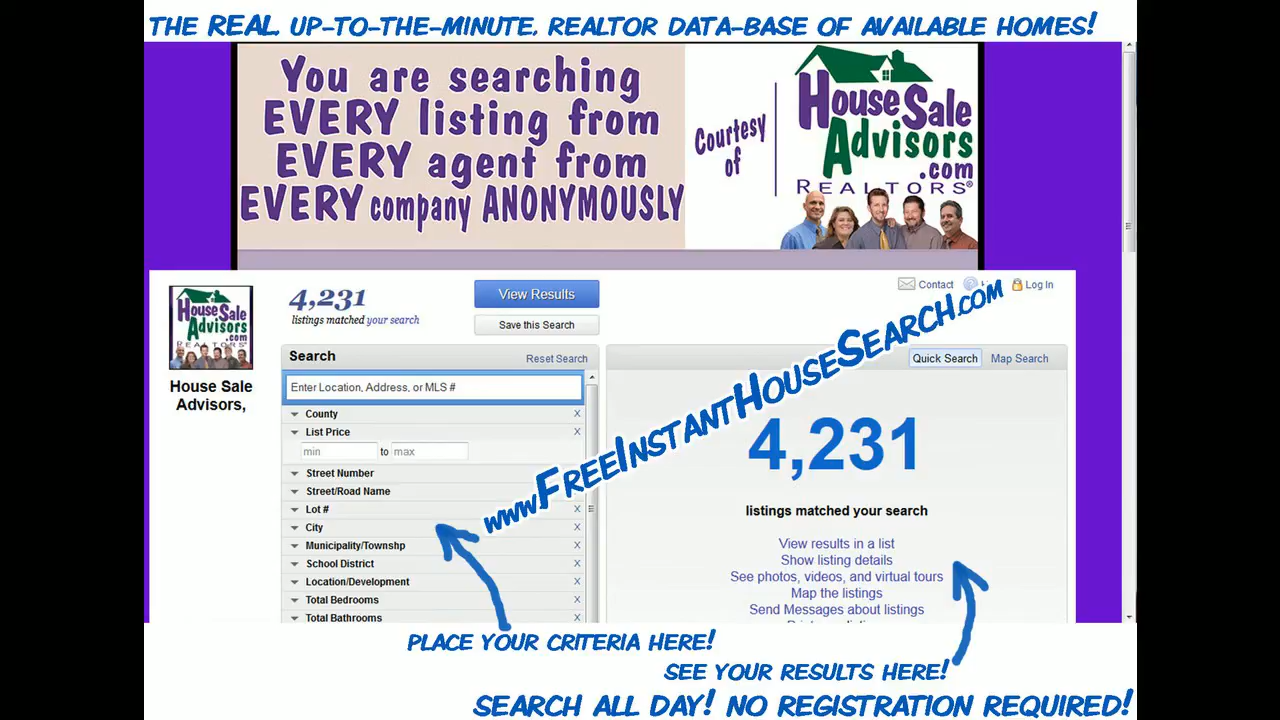 THE REAL, UP-TO-THE-MINUTE, REALTOR DATA-BASE OF AVAILABLE HOMES!
You are searching
EVERY listing from
EVERY agent from
EVERY company ANONYMOUSLY
Courtesy
of
HouseSale
Advisors
.com
REALTORS®
House Sale
Advisors
.com
REALTORS
House Sale
Advisors,
4,231
listings matched your search
View Results
Save this Search
Contact
Log In
Search
Reset Search
Quick Search
Map Search
Enter Location, Address, or MLS #
County X
List Price X
min to max
Street Number
Street/Road Name
Lot # X
City X
Municipality/Townshp X
School District X
Location/Development X
Total Bedrooms X
Total Bathrooms X
www.FreeInstantHouseSearch.com
4,231
listings matched your search
View results in a list
Show listing details
See photos, videos, and virtual tours
Map the listings
Send Messages about listings
PLACE YOUR CRITERIA HERE!
SEE YOUR RESULTS HERE!
SEARCH ALL DAY! NO REGISTRATION REQUIRED!